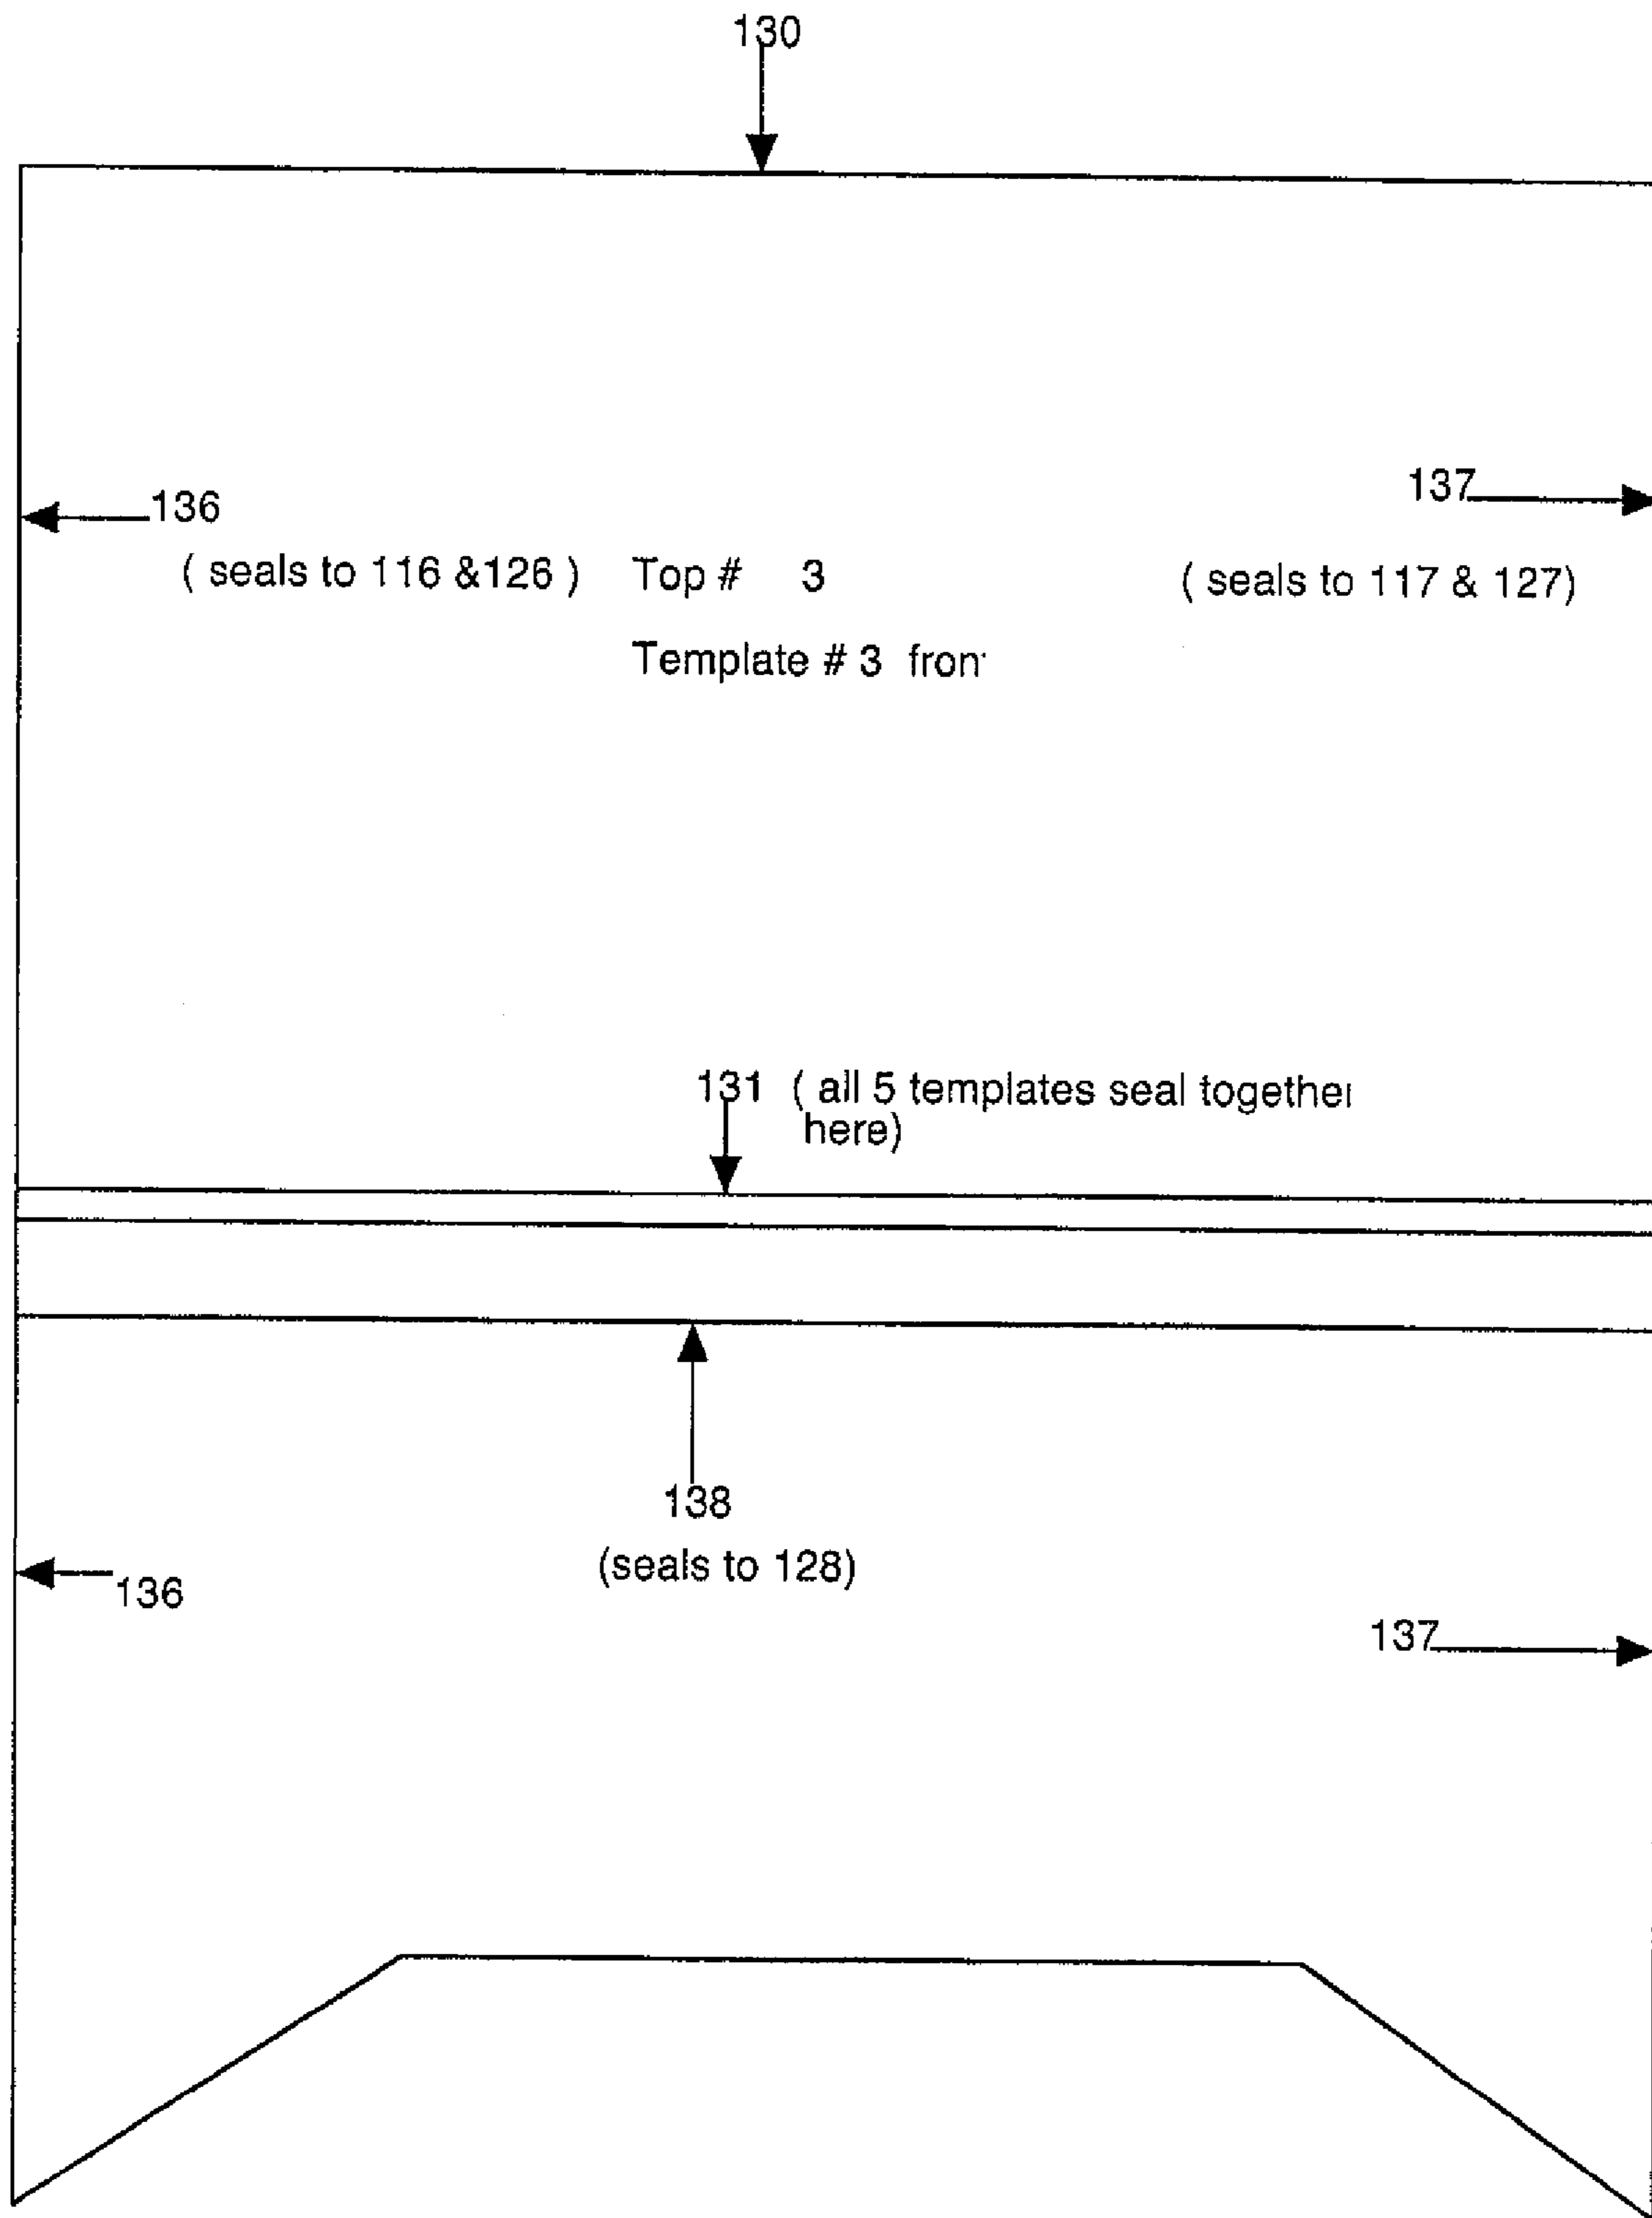 130
136
137
( seals to 116 &126 )
Top # 3
( seals to 117 & 127)
Template # 3
131 ( all 5 templates seal
here)
138
(seals to 128)
136
137